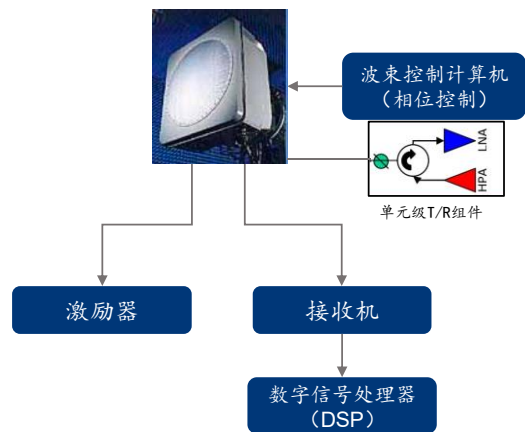 波束控制计算机
（相位控制）
LNA
HPA
单元级T/R组件
激励器
接收机
数字信号处理器
（DSP）